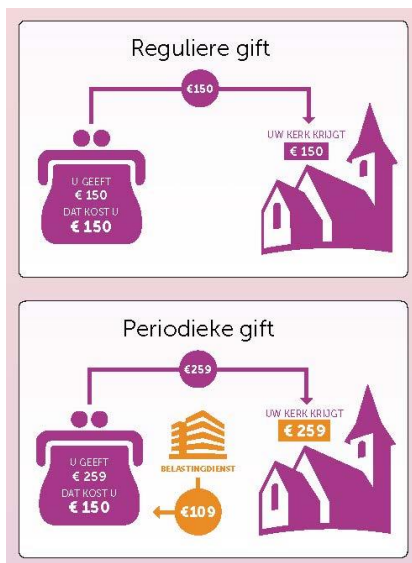 Reguliere gift
€150
UW KERK KRIJGT
€ 150
U GEEFT
€ 150
DAT KOST U
€ 150
Periodieke gift
€259
UW KERK KRIJGT
€ 259
U GEEFT
€ 259
DAT KOST U
€ 150
BELASTINGDIENST
€109